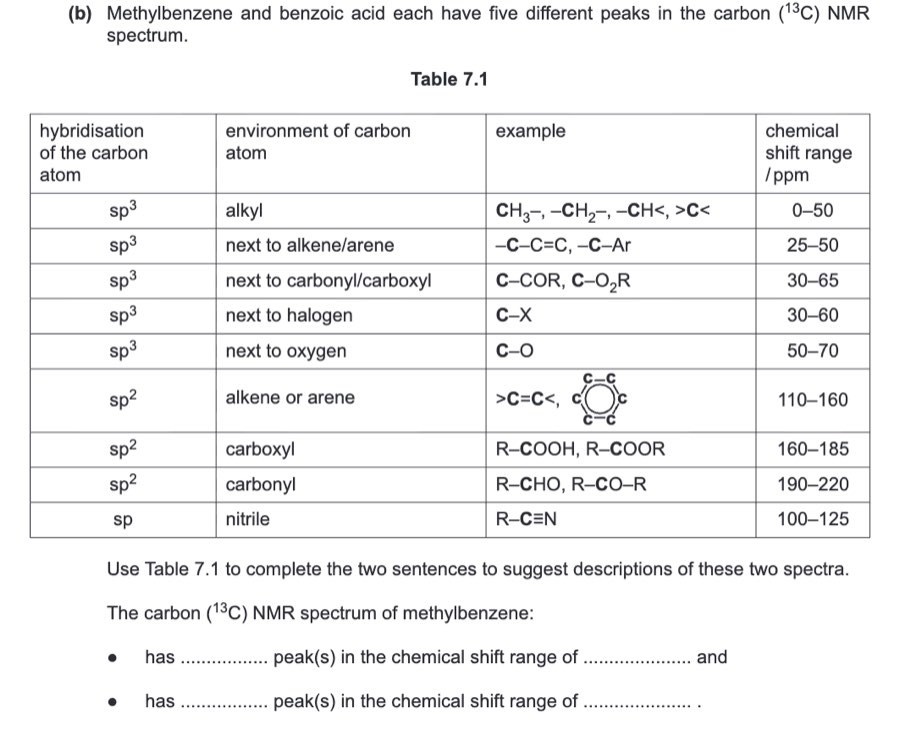 (b) Methylbenzene and benzoic acid each have five different peaks in the carbon (¹³C) NMR
spectrum.
Table 7.1
hybridisation of the carbon atom | environment of carbon atom | example | chemical shift range /ppm
sp³ | alkyl | CH₃–, –CH₂–, –CH<, >C< | 0–50
sp³ | next to alkene/arene | –C–C=C, –C–Ar | 25–50
sp³ | next to carbonyl/carboxyl | C–COR, C–O₂R | 30–65
sp³ | next to halogen | C–X | 30–60
sp³ | next to oxygen | C–O | 50–70
sp² | alkene or arene | >C=C<, C–C C C C–C | 110–160
sp² | carboxyl | R–COOH, R–COOR | 160–185
sp² | carbonyl | R–CHO, R–CO–R | 190–220
sp | nitrile | R–C≡N | 100–125
Use Table 7.1 to complete the two sentences to suggest descriptions of these two spectra.
The carbon (¹³C) NMR spectrum of methylbenzene:
• has ................. peak(s) in the chemical shift range of ..................... and
• has ................. peak(s) in the chemical shift range of ..................... .